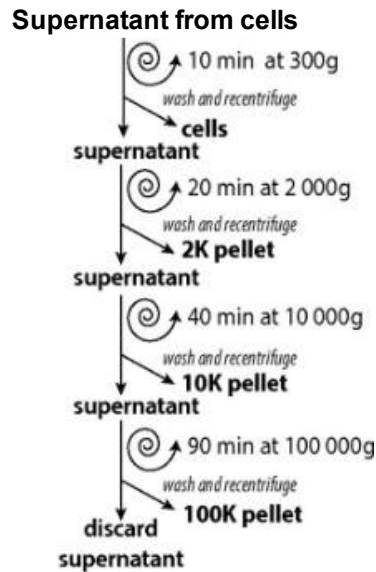 Supernatant from cells
10 min at 300g
wash and recentrifuge
cells
supernatant
20 min at 2 000g
wash and recentrifuge
2K pellet
supernatant
40 min at 10 000g
wash and recentrifuge
10K pellet
supernatant
90 min at 100 000g
wash and recentrifuge
100K pellet
discard
supernatant